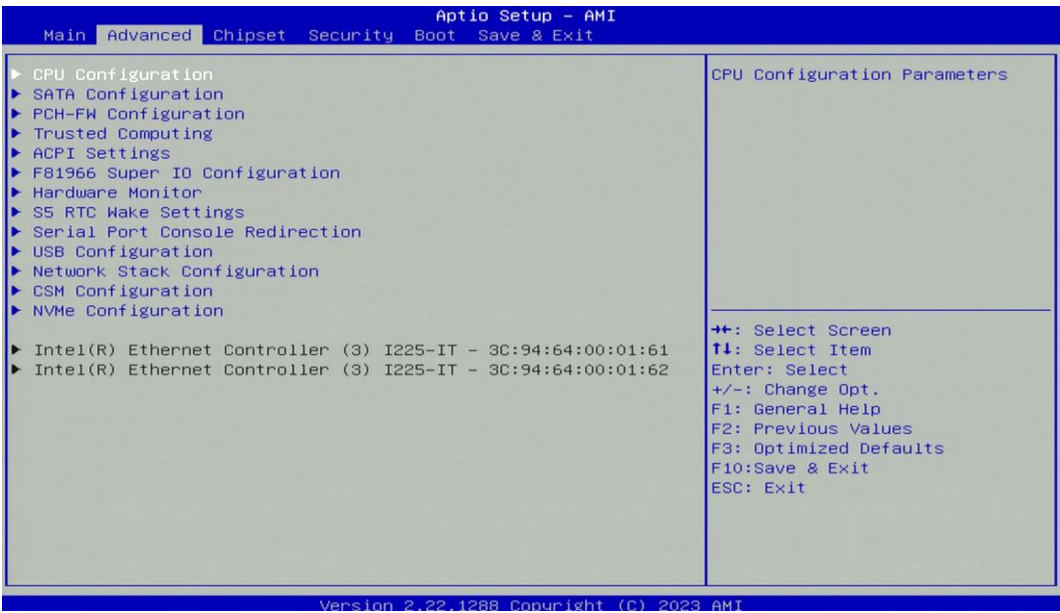 Aptio Setup - AMI
Main Advanced Chipset Security Boot Save & Exit
▶ CPU Configuration
▶ SATA Configuration
▶ PCH-FW Configuration
▶ Trusted Computing
▶ ACPI Settings
▶ F81966 Super IO Configuration
▶ Hardware Monitor
▶ S5 RTC Wake Settings
▶ Serial Port Console Redirection
▶ USB Configuration
▶ Network Stack Configuration
▶ CSM Configuration
▶ NVMe Configuration
▶ Intel(R) Ethernet Controller (3) I225-IT - 3C:94:64:00:01:61
▶ Intel(R) Ethernet Controller (3) I225-IT - 3C:94:64:00:01:62
CPU Configuration Parameters
→←: Select Screen
↑↓: Select Item
Enter: Select
+/-: Change Opt.
F1: General Help
F2: Previous Values
F3: Optimized Defaults
F10:Save & Exit
ESC: Exit
Version 2.22.1288 Copyright (C) 2023 AMI